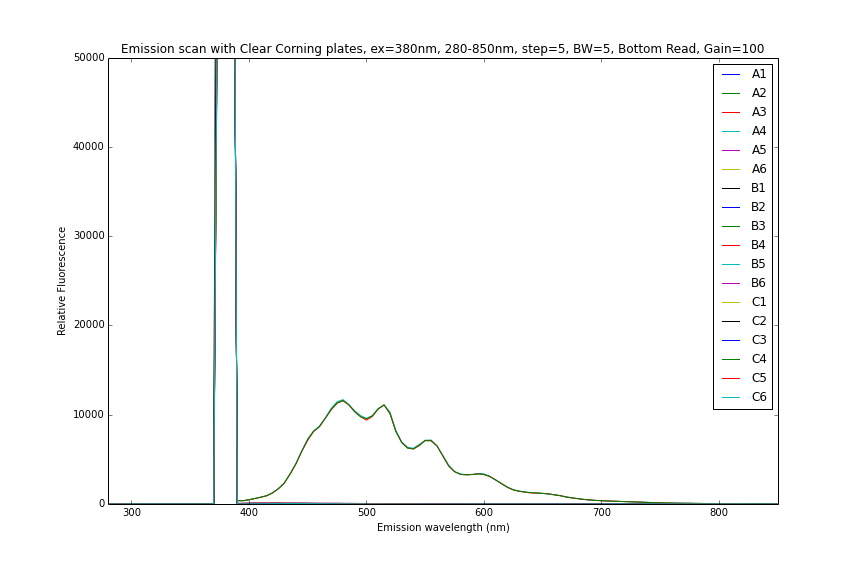 Emission scan with Clear Corning plates, ex=380nm, 280-850nm, step=5, BW=5, Bottom Read, Gain=100
50000
40000
30000
20000
10000
0
Relative Fluorescence
300 400 500 600 700 800
Emission wavelength (nm)
A1
A2
A3
A4
A5
A6
B1
B2
B3
B4
B5
B6
C1
C2
C3
C4
C5
C6